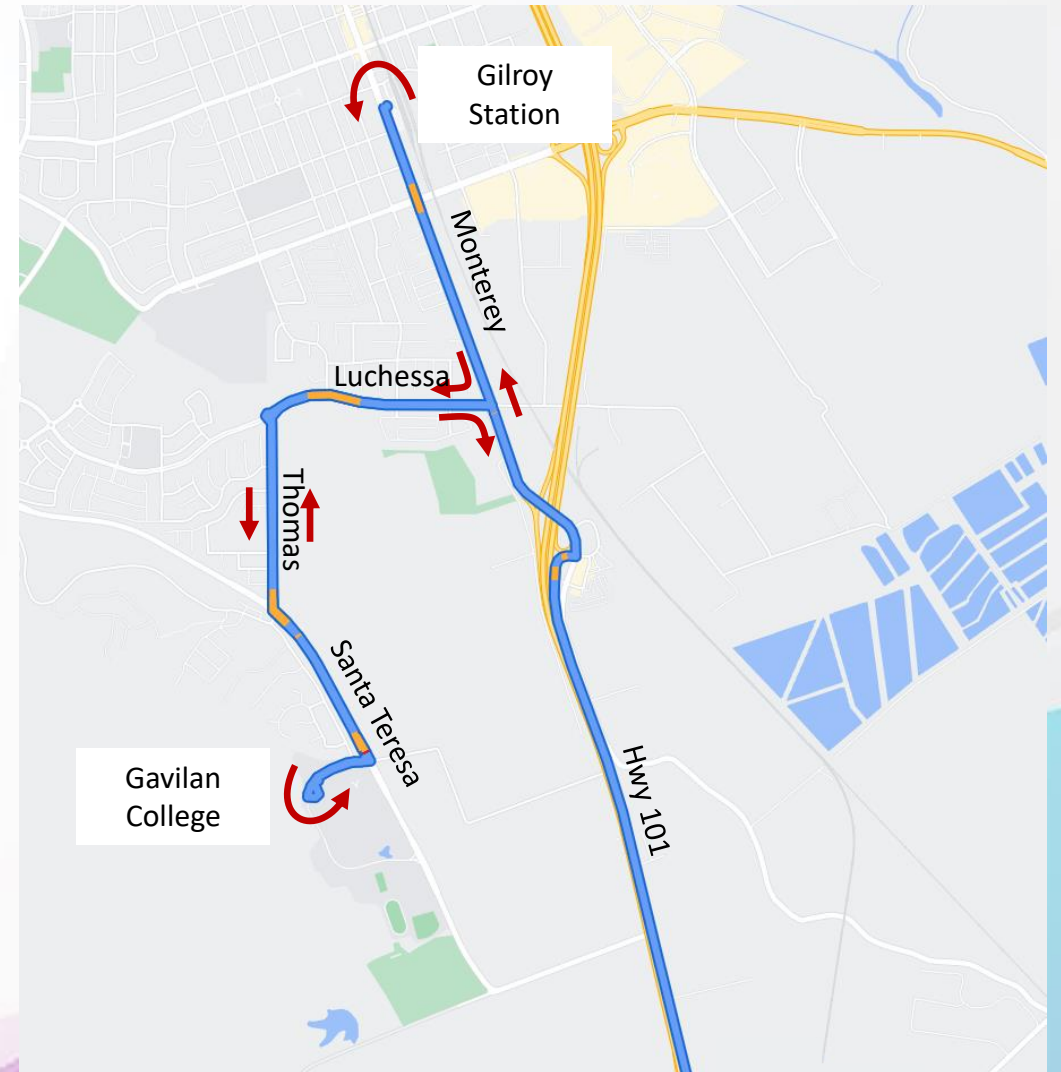 Gilroy
Station
Monterey
Luchessa
Thomas
Santa Teresa
Gavilan
College
Hwy 101